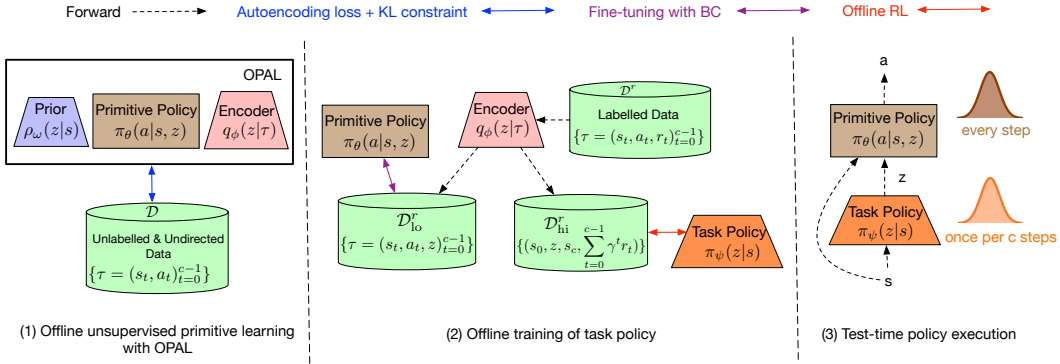 Forward
Autoencoding loss + KL constraint
Fine-tuning with BC
Offline RL
OPAL
Prior
ρ_ω(z|s)
Primitive Policy
π_θ(a|s, z)
Encoder
q_ϕ(z|τ)
𝒟
Unlabelled & Undirected
Data
{τ = (s_t, a_t)_{t=0}^{c−1}}
(1) Offline unsupervised primitive learning
with OPAL
Primitive Policy
π_θ(a|s, z)
Encoder
q_ϕ(z|τ)
𝒟^r
Labelled Data
{τ = (s_t, a_t, r_t)_{t=0}^{c−1}}
𝒟^r_lo
{τ = (s_t, a_t, z)_{t=0}^{c−1}}
𝒟^r_hi
{(s_0, z, s_c, ∑_{t=0}^{c−1} γ^t r_t)}
Task Policy
π_ψ(z|s)
(2) Offline training of task policy
a
Primitive Policy
π_θ(a|s, z)
every step
z
Task Policy
π_ψ(z|s)
once per c steps
s
(3) Test-time policy execution